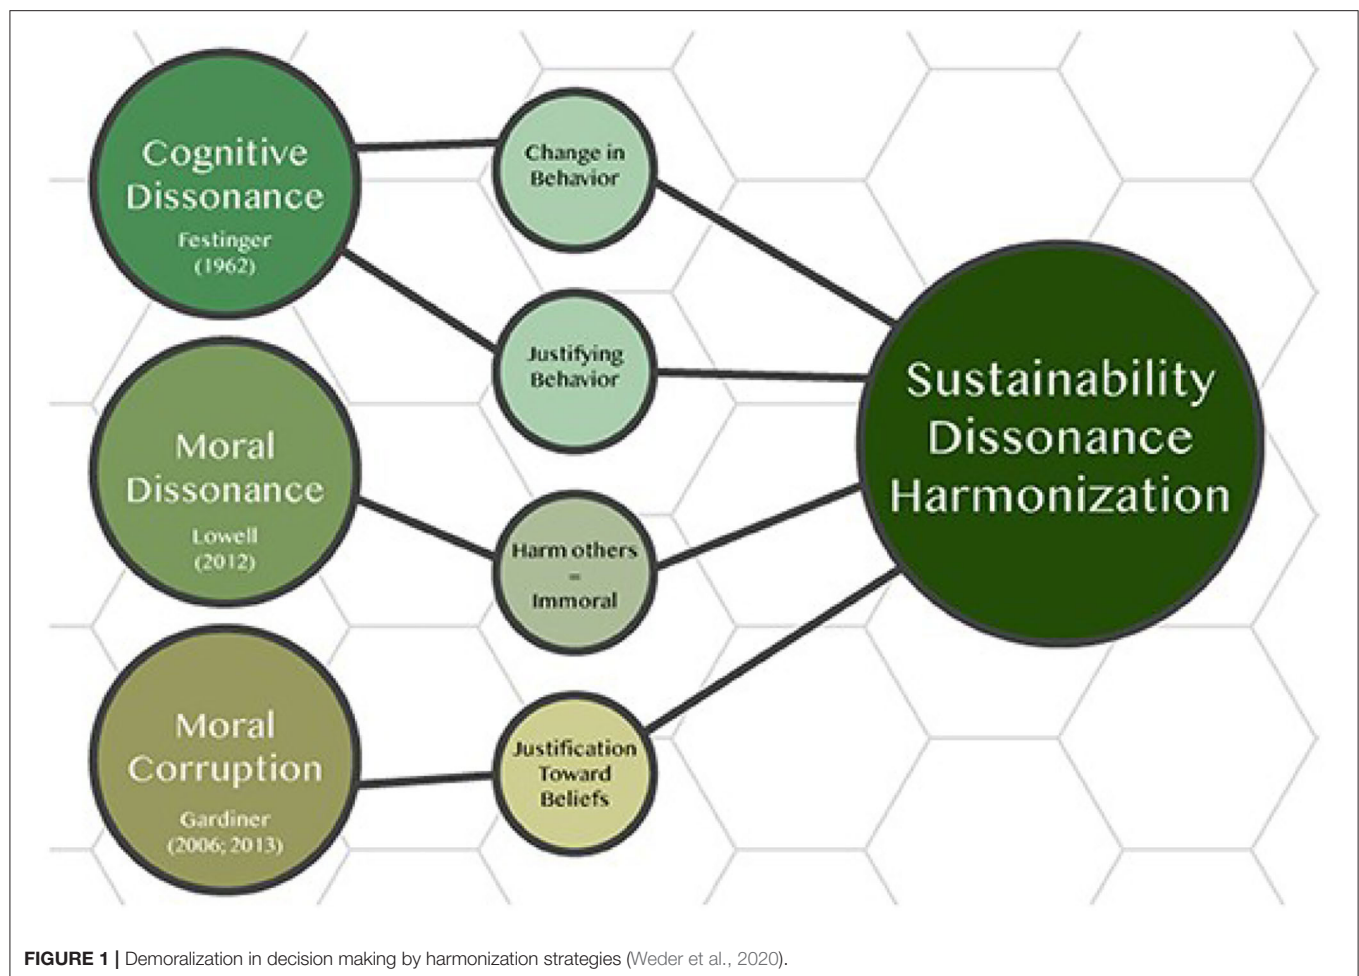 Cognitive
Dissonance
Festinger
(1962)
Change in
Behavior
Justifying
Behavior
Moral
Dissonance
Lowell
(2012)
Harm others
=
Immoral
Moral
Corruption
Gardiner
(2006; 2013)
Justification
Toward
Beliefs
Sustainability
Dissonance
Harmonization
FIGURE 1 | Demoralization in decision making by harmonization strategies (Weder et al., 2020).